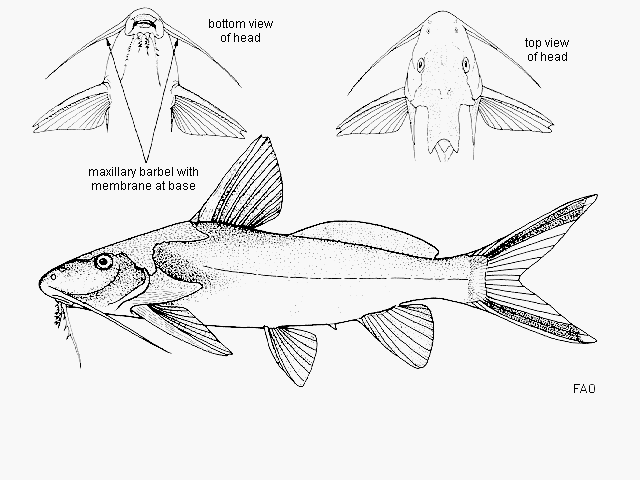 bottom view
of head
top view
of head
maxillary barbel with
membrane at base
FAO